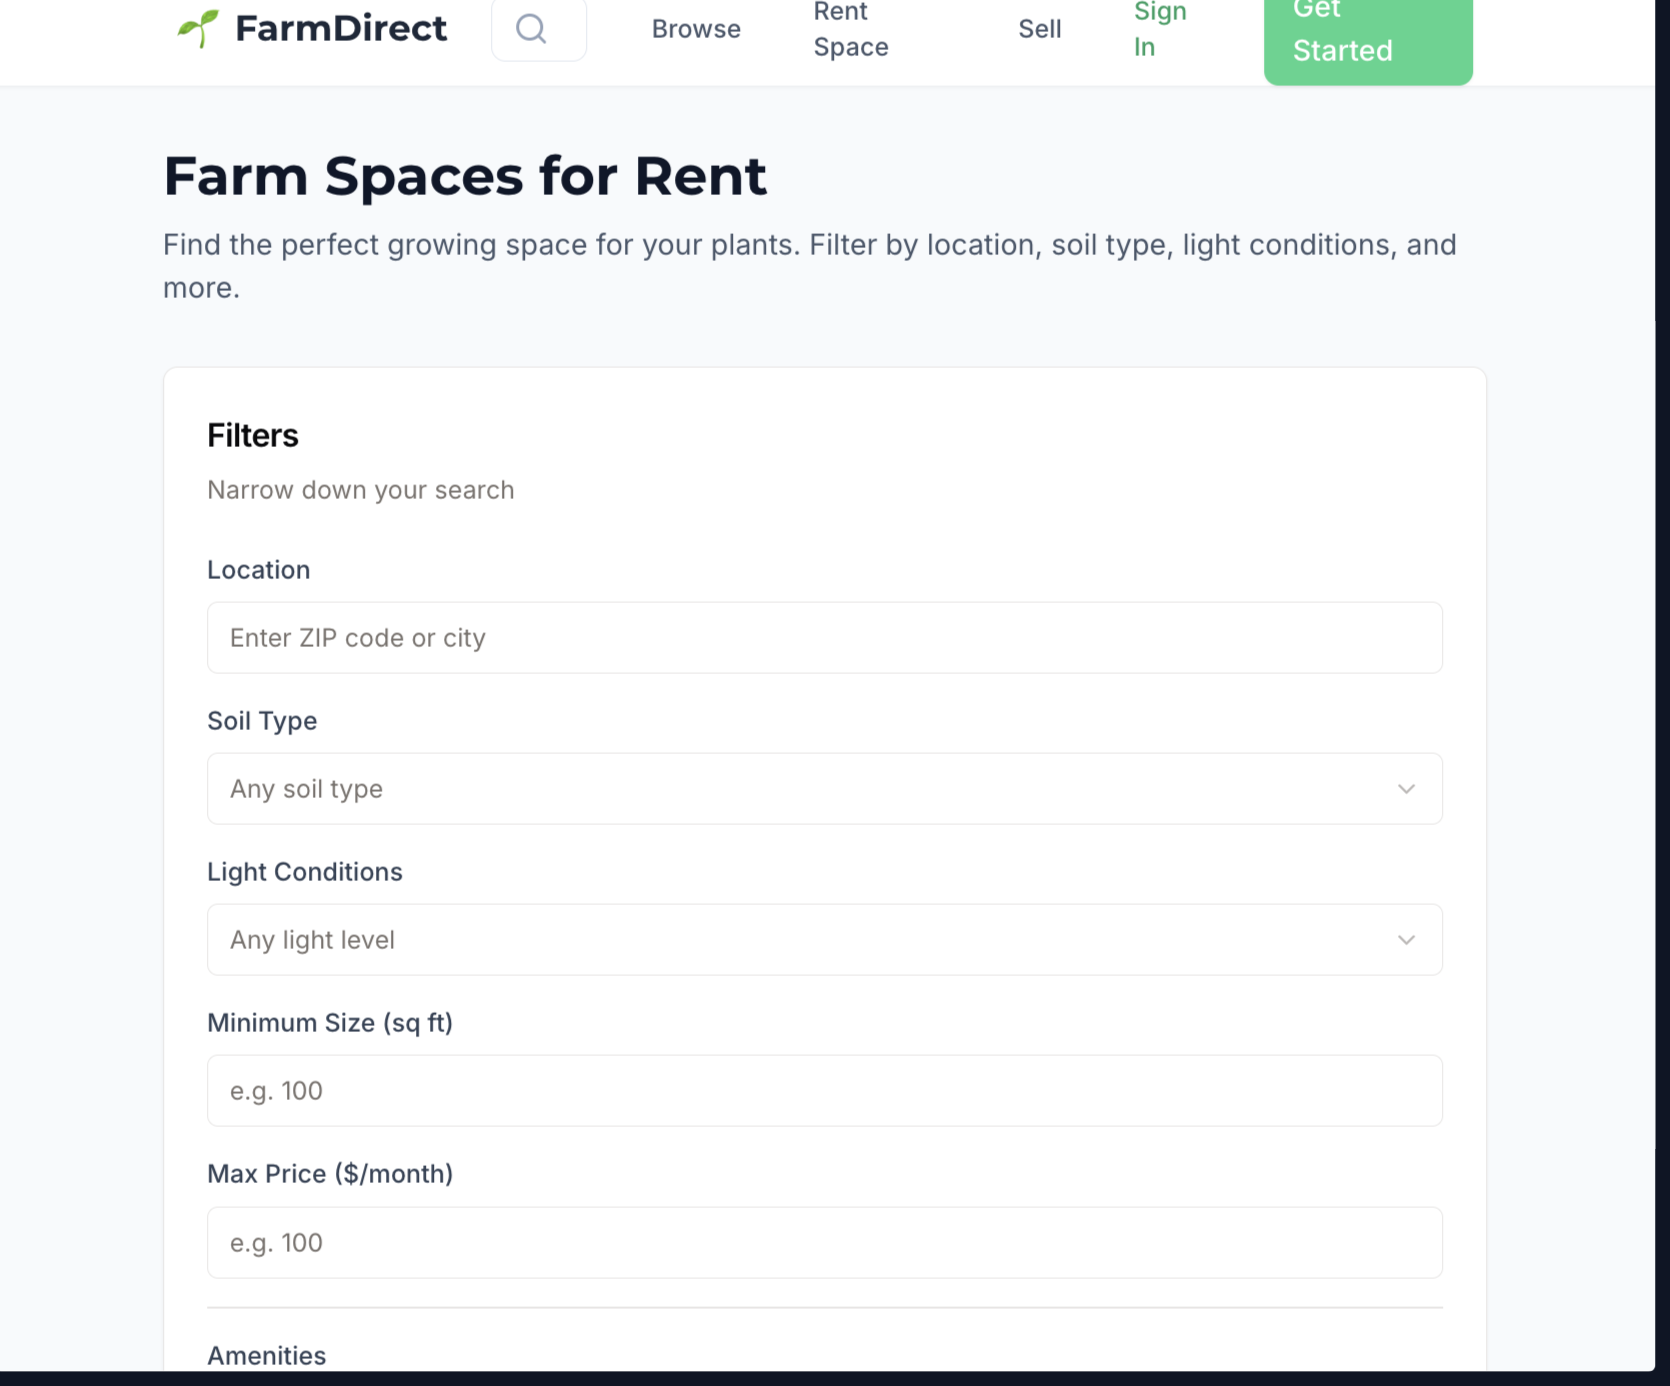 FarmDirect
Browse
Rent
Space
Sell
Sign
In
Get
Started
Farm Spaces for Rent
Find the perfect growing space for your plants. Filter by location, soil type, light conditions, and
more.
Filters
Narrow down your search
Location
Enter ZIP code or city
Soil Type
Any soil type
Light Conditions
Any light level
Minimum Size (sq ft)
e.g. 100
Max Price ($/month)
e.g. 100
Amenities